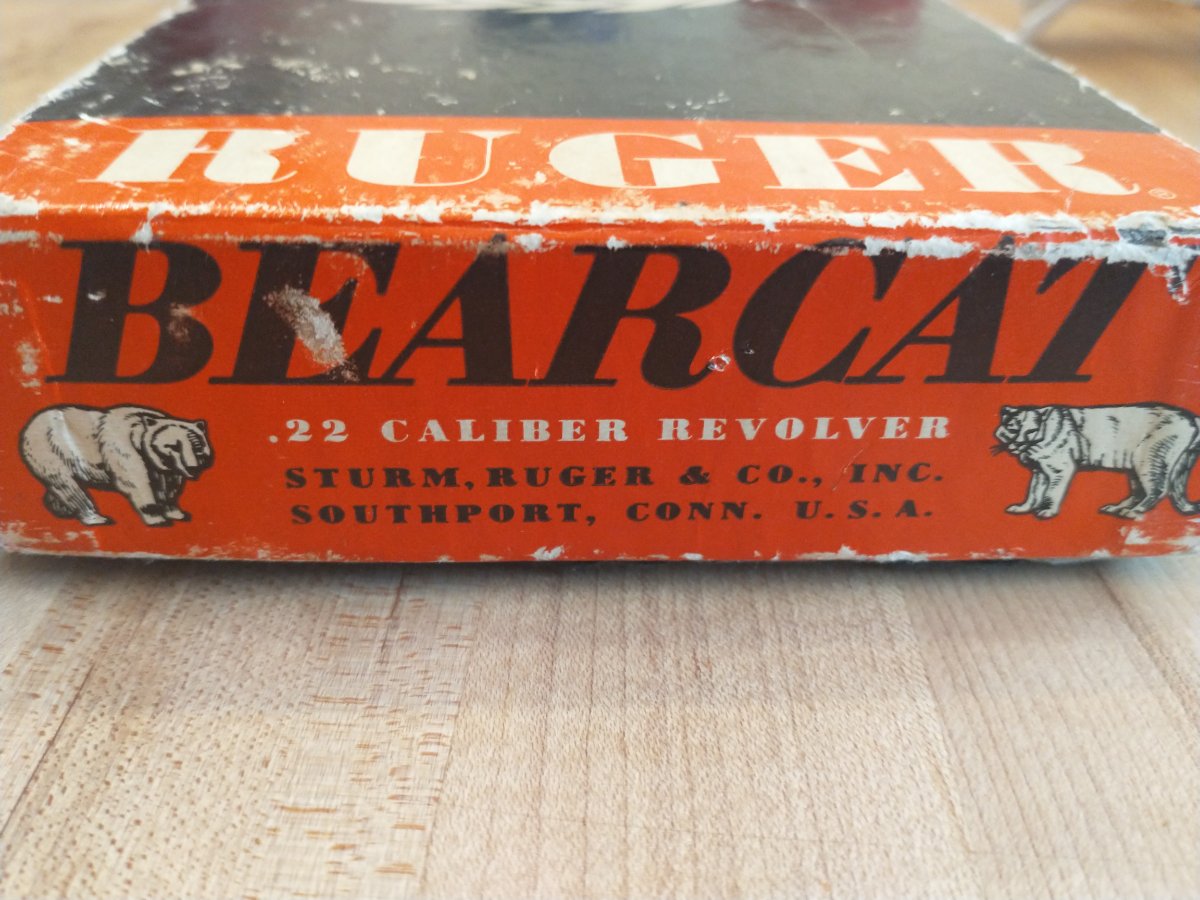 RUGER®
BEARCAT
.22 CALIBER REVOLVER
STURM, RUGER & CO., INC.
SOUTHPORT, CONN. U.S.A.